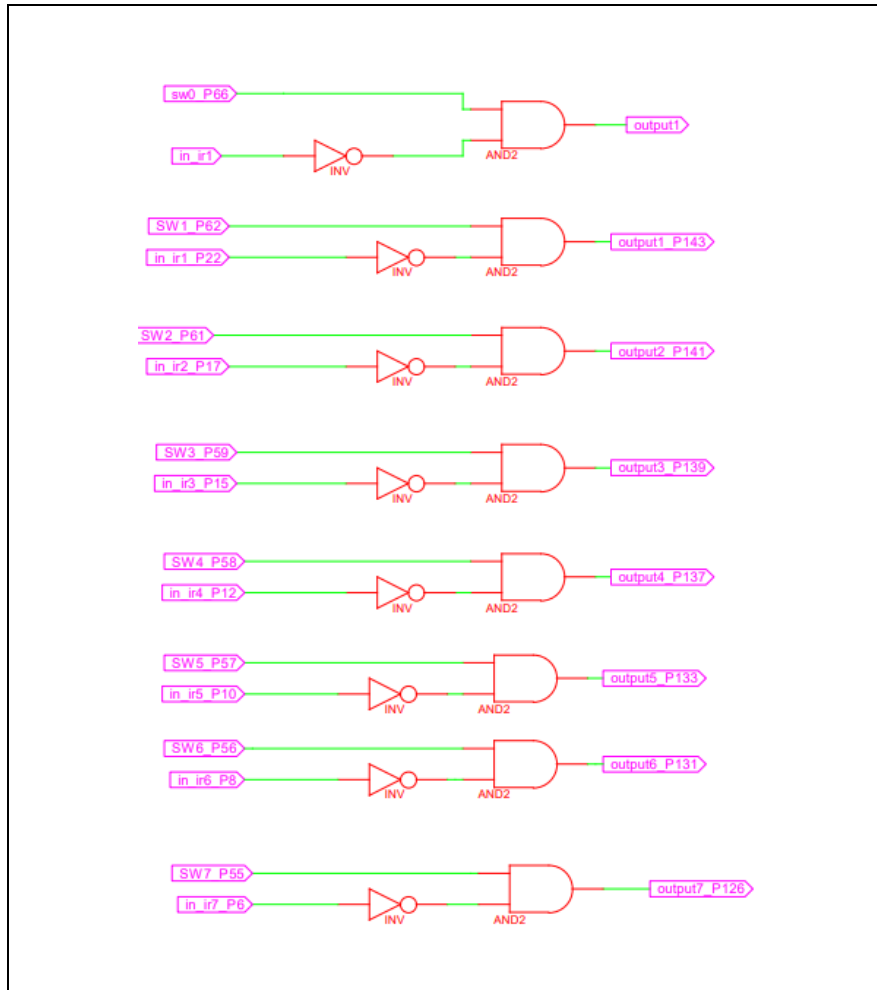 sw0_P66
output1
in_ir1
INV
AND2
SW1_P62
output1_P143
in_ir1_P22
INV
AND2
SW2_P61
output2_P141
in_ir2_P17
INV
AND2
SW3_P59
output3_P139
in_ir3_P15
INV
AND2
SW4_P58
output4_P137
in_ir4_P12
INV
AND2
SW5_P57
output5_P133
in_ir5_P10
INV
AND2
SW6_P56
output6_P131
in_ir6_P8
INV
AND2
SW7_P55
output7_P126
in_ir7_P6
INV
AND2